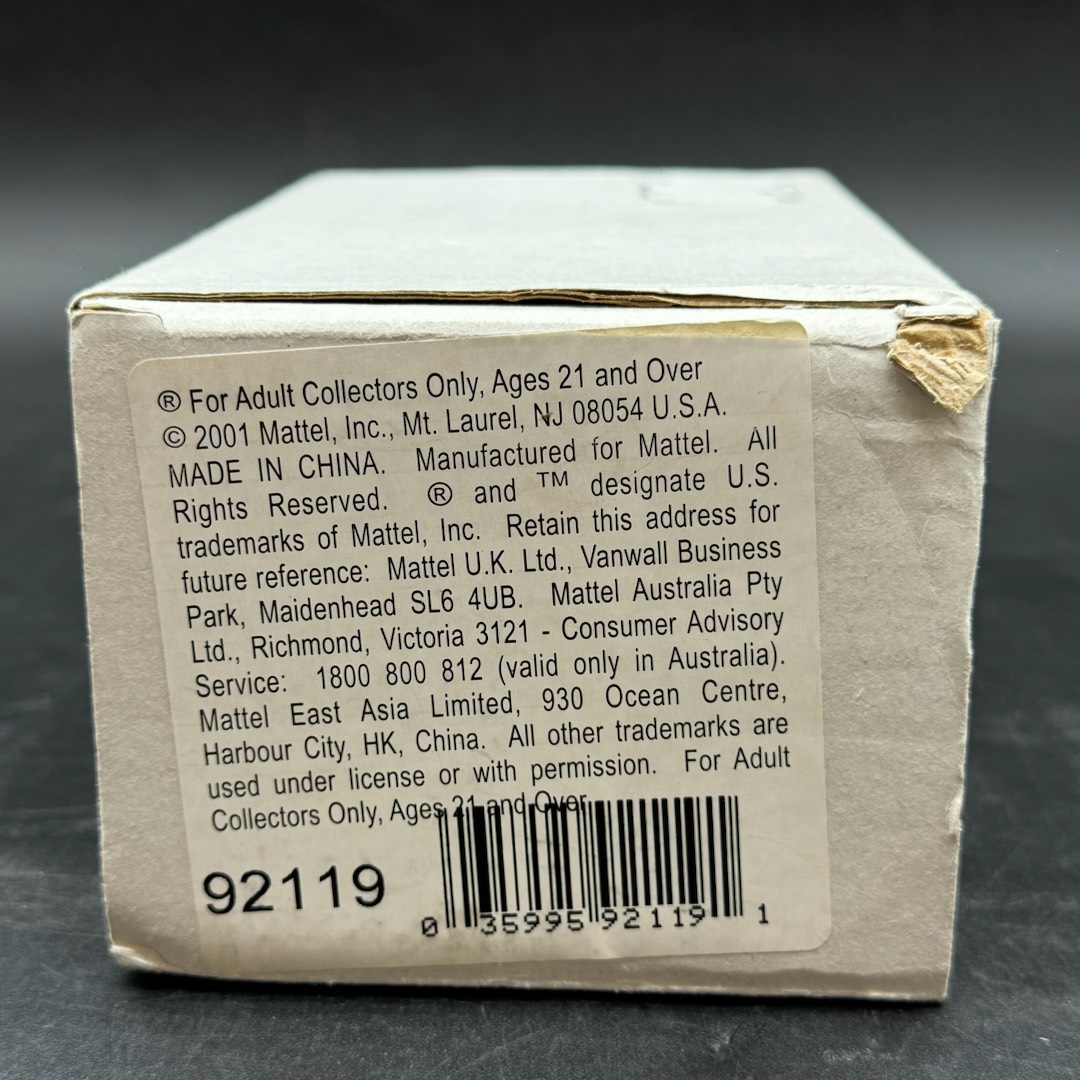 ® For Adult Collectors Only, Ages 21 and Over
© 2001 Mattel, Inc., Mt. Laurel, NJ 08054 U.S.A.
MADE IN CHINA. Manufactured for Mattel. All
Rights Reserved. ® and ™ designate U.S.
trademarks of Mattel, Inc. Retain this address for
future reference: Mattel U.K. Ltd., Vanwall Business
Park, Maidenhead SL6 4UB. Mattel Australia Pty
Ltd., Richmond, Victoria 3121 - Consumer Advisory
Service: 1800 800 812 (valid only in Australia).
Mattel East Asia Limited, 930 Ocean Centre,
Harbour City, HK, China. All other trademarks are
used under license or with permission. For Adult
Collectors Only, Ages 21 and Over
92119
0 35995 92119 1